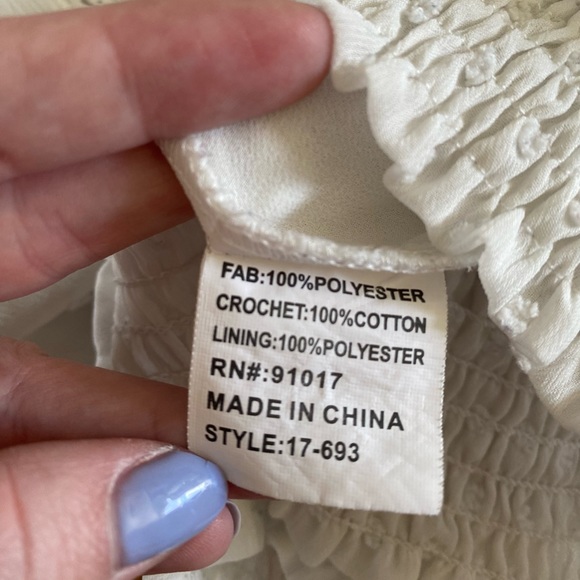 FAB:100%POLYESTER
CROCHET:100%COTTON
LINING:100%POLYESTER
RN#:91017
MADE IN CHINA
STYLE:17-693